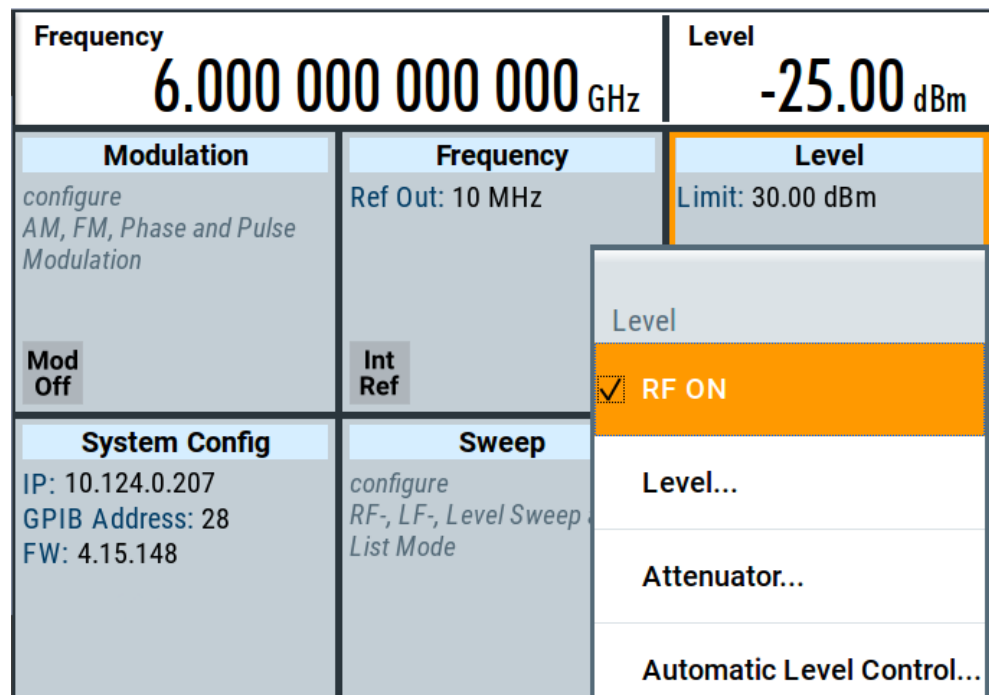 Frequency
6.000 000 000 000 GHz
Level
-25.00 dBm
Modulation
configure
AM, FM, Phase and Pulse
Modulation
Mod
Off
Frequency
Ref Out: 10 MHz
Int
Ref
Level
Limit: 30.00 dBm
System Config
IP: 10.124.0.207
GPIB Address: 28
FW: 4.15.148
Sweep
configure
RF-, LF-, Level Sweep
List Mode
Level
RF ON
Level...
Attenuator...
Automatic Level Control...